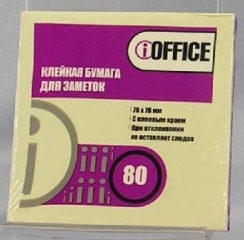 iOFFICE
КЛЕЙКАЯ БУМАГА
ДЛЯ ЗАМЕТОК
76 x 76 мм
С клеевым краем
При отклеивании
не оставляет следов
80